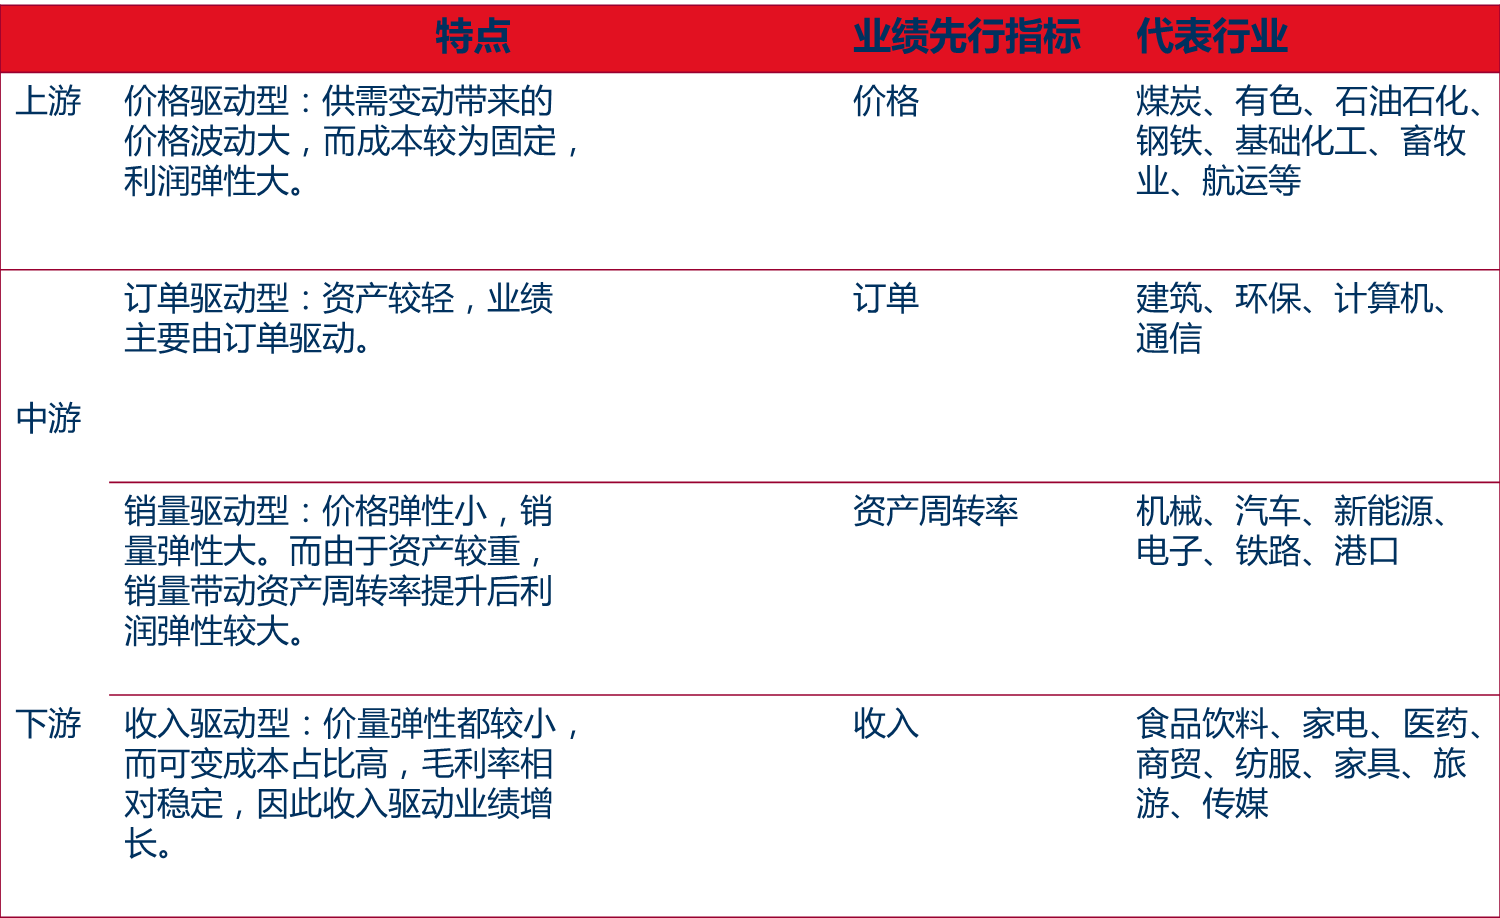 特点 业绩先行指标 代表行业
上游 价格驱动型：供需变动带来的 价格 煤炭、有色、石油石化、
价格波动大，而成本较为固定， 钢铁、基础化工、畜牧
利润弹性大。 业、航运等
订单驱动型：资产较轻，业绩 订单 建筑、环保、计算机、
主要由订单驱动。 通信
中游
销量驱动型：价格弹性小，销 资产周转率 机械、汽车、新能源、
量弹性大。而由于资产较重， 电子、铁路、港口
销量带动资产周转率提升后利
润弹性较大。
下游 收入驱动型：价量弹性都较小， 收入 食品饮料、家电、医药、
而可变成本占比高，毛利率相 商贸、纺服、家具、旅
对稳定，因此收入驱动业绩增 游、传媒
长。